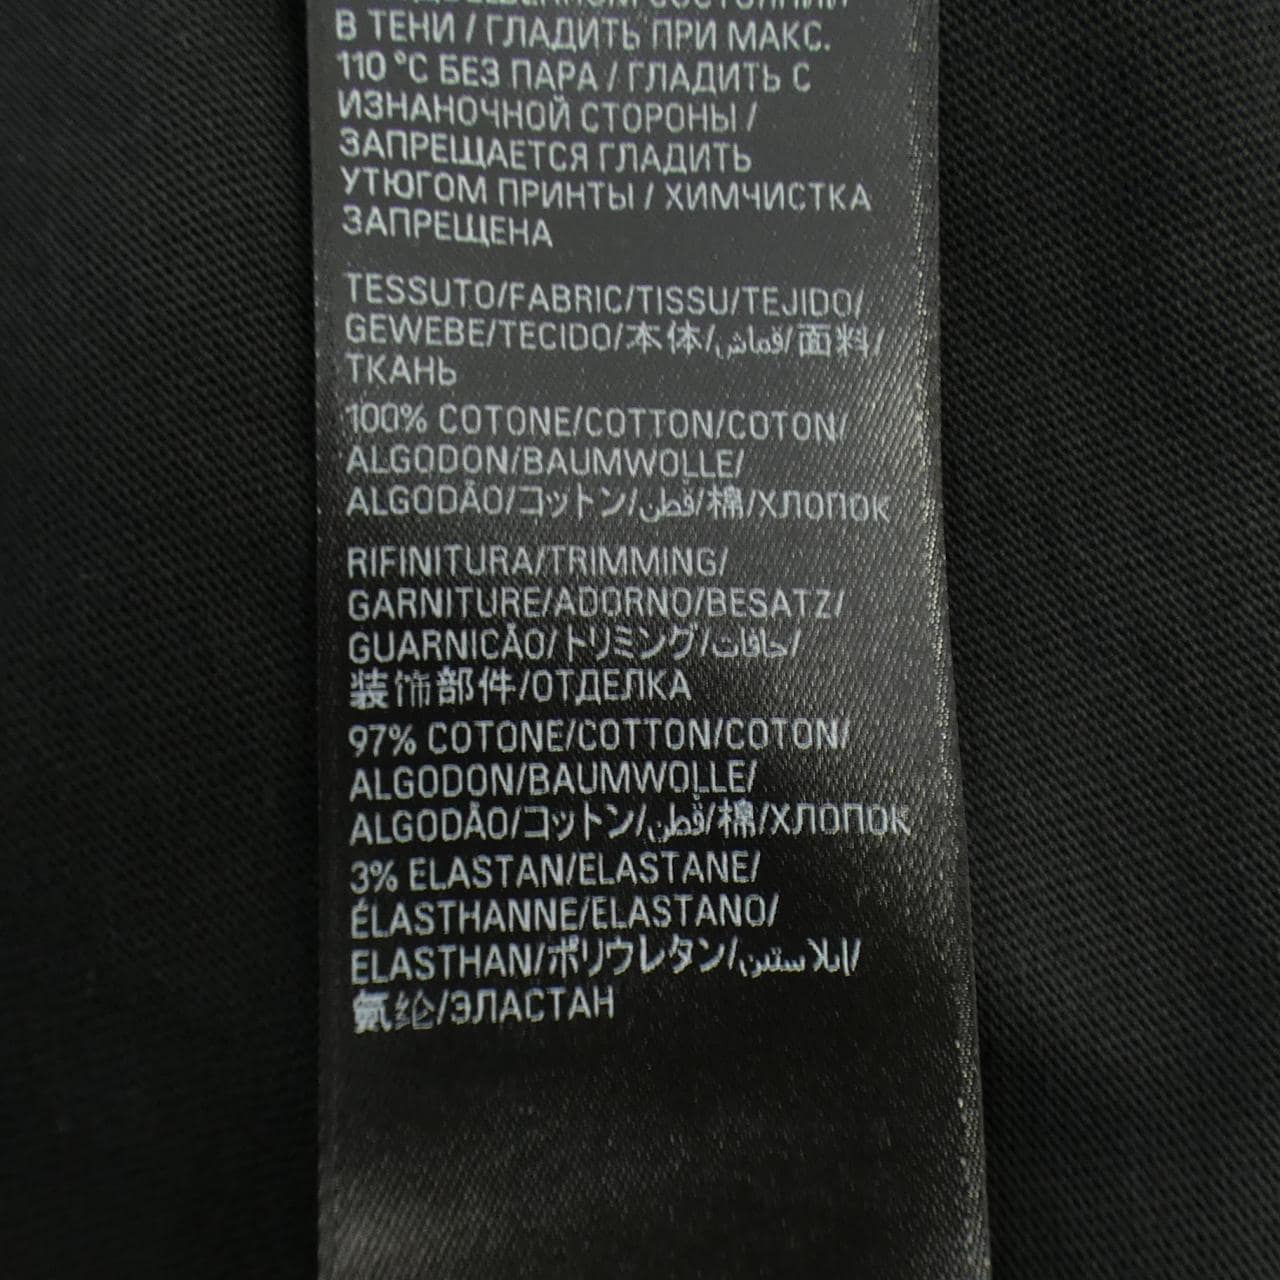 СОСТОЯНИИ
В ТЕНИ / ГЛАДИТЬ ПРИ МАКС.
110 °C БЕЗ ПАРА / ГЛАДИТЬ С
ИЗНАНОЧНОЙ СТОРОНЫ /
ЗАПРЕЩАЕТСЯ ГЛАДИТЬ
УТЮГОМ ПРИНТЫ / ХИМЧИСТКА
ЗАПРЕЩЕНА
TESSUTO/FABRIC/TISSU/TEJIDO/
GEWEBE/TECIDO/本体/قماش/面料/
ТКАНЬ
100% COTONE/COTTON/COTON/
ALGODON/BAUMWOLLE/
ALGODÃO/コットン/قطن/棉/ХЛОПОК
RIFINITURA/TRIMMING/
GARNITURE/ADORNO/BESATZ/
GUARNICÃO/トリミング/حافات/
装饰部件/ОТДЕЛКА
97% COTONE/COTTON/COTON/
ALGODON/BAUMWOLLE/
ALGODÃO/コットン/قطن/棉/ХЛОПОК
3% ELASTAN/ELASTANE/
ÉLASTHANNE/ELASTANO/
ELASTHAN/ポリウレタン/إيلاستين/
氨纶/ЭЛАСТАН